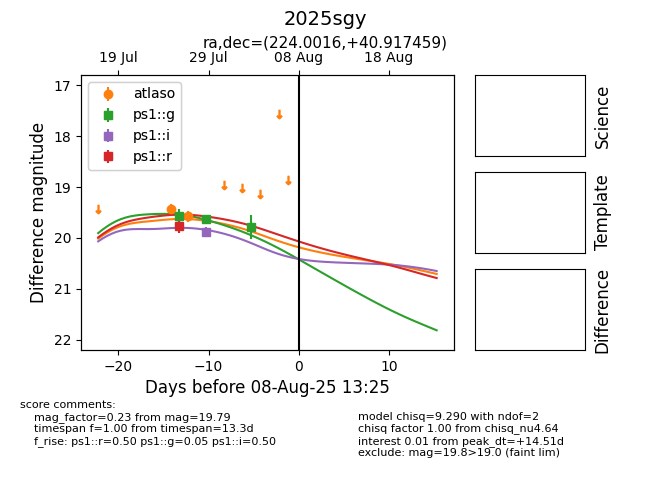 2025sgy
ra,dec=(224.0016,+40.917459)
19 Jul
29 Jul
08 Aug
18 Aug
17
18
19
20
21
22
Difference magnitude
atlaso
ps1::g
ps1::i
ps1::r
−20
−10
0
10
Days before 08-Aug-25 13:25
Science
Template
Difference
score comments:
mag_factor=0.23 from mag=19.79
timespan f=1.00 from timespan=13.3d
f_rise: ps1::r=0.50 ps1::g=0.05 ps1::i=0.50
model chisq=9.290 with ndof=2
chisq factor 1.00 from chisq_nu4.64
interest 0.01 from peak_dt=+14.51d
exclude: mag=19.8>19.0 (faint lim)